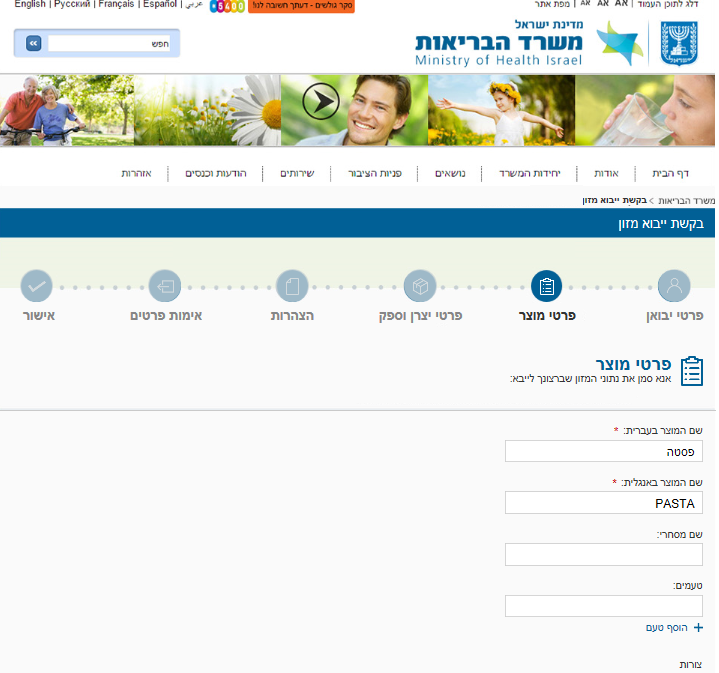 דלג לתוכן העמוד | אא אא אא | מפת אתר
סקר גולשים - דעתך חשובה לנו!
*5400
English | Русский | Français | Español | عربي
מדינת ישראל
משרד הבריאות
Ministry of Health Israel
ישראל
חפש
דף הבית
אודות
יחידות המשרד
נושאים
פניות הציבור
שירותים
הודעות וכנסים
אזהרות
משרד הבריאות > בקשת ייבוא מזון
בקשת ייבוא מזון
פרטי יבואן
פרטי מוצר
פרטי יצרן וספק
הצהרות
אימות פרטים
אישור
פרטי מוצר
אנא סמן את נתוני המזון שברצונך לייבא:
שם המוצר בעברית: *
פסטה
שם המוצר באנגלית: *
PASTA
שם מסחרי:
טעמים:
+ הוסף טעם
צורות